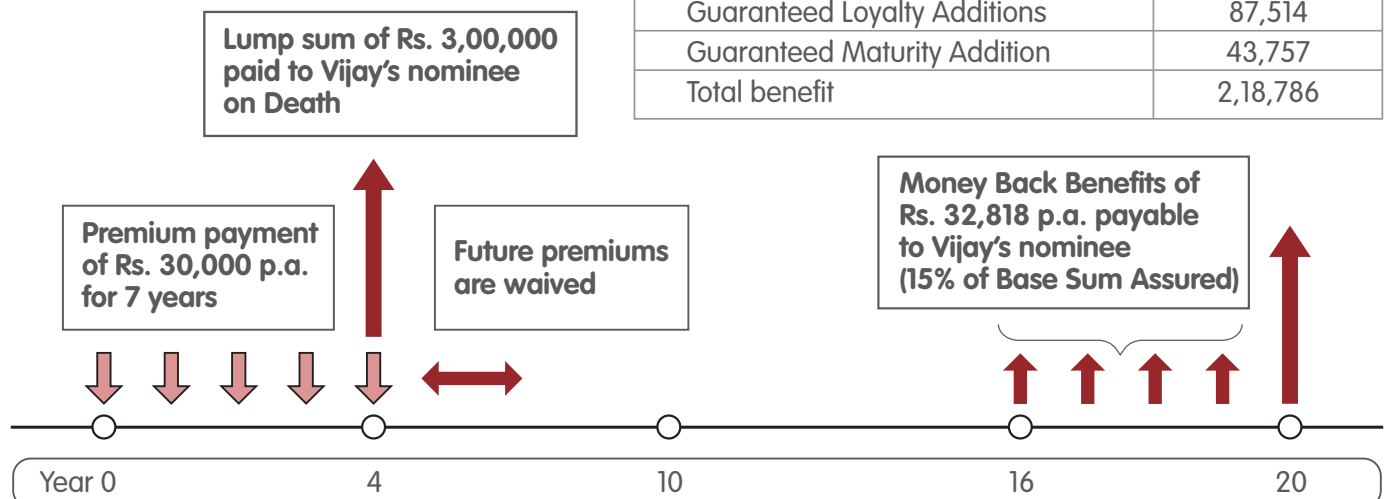 Guaranteed Loyalty Additions 87,514
Guaranteed Maturity Addition 43,757
Total benefit 2,18,786
Lump sum of Rs. 3,00,000
paid to Vijay’s nominee
on Death
Premium payment
of Rs. 30,000 p.a.
for 7 years
Future premiums
are waived
Money Back Benefits of
Rs. 32,818 p.a. payable
to Vijay’s nominee
(15% of Base Sum Assured)
Year 0 4 10 16 20